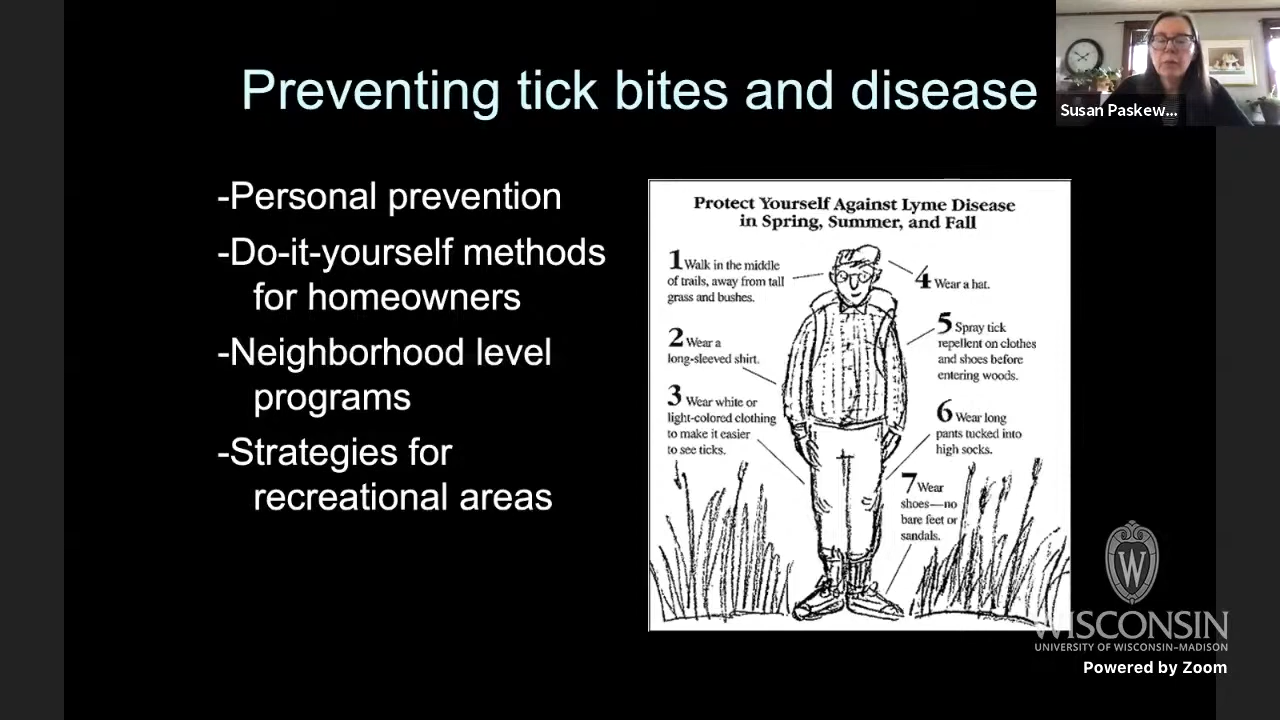 Preventing tick bites and disease
Susan Paskew...
-Personal prevention
-Do-it-yourself methods
for homeowners
-Neighborhood level
programs
-Strategies for
recreational areas
Protect Yourself Against Lyme Disease
in Spring, Summer, and Fall
1 Walk in the middle
of trails, away from tall
grass and bushes.
2 Wear a
long-sleeved shirt.
3 Wear white or
light-colored clothing
to make it easier
to see ticks.
4 Wear a hat.
5 Spray tick
repellent on clothes
and shoes before
entering woods.
6 Wear long
pants tucked into
high socks.
7 Wear
shoes—no
bare feet or
sandals.
W
WISCONSIN
UNIVERSITY OF WISCONSIN–MADISON
Powered by Zoom